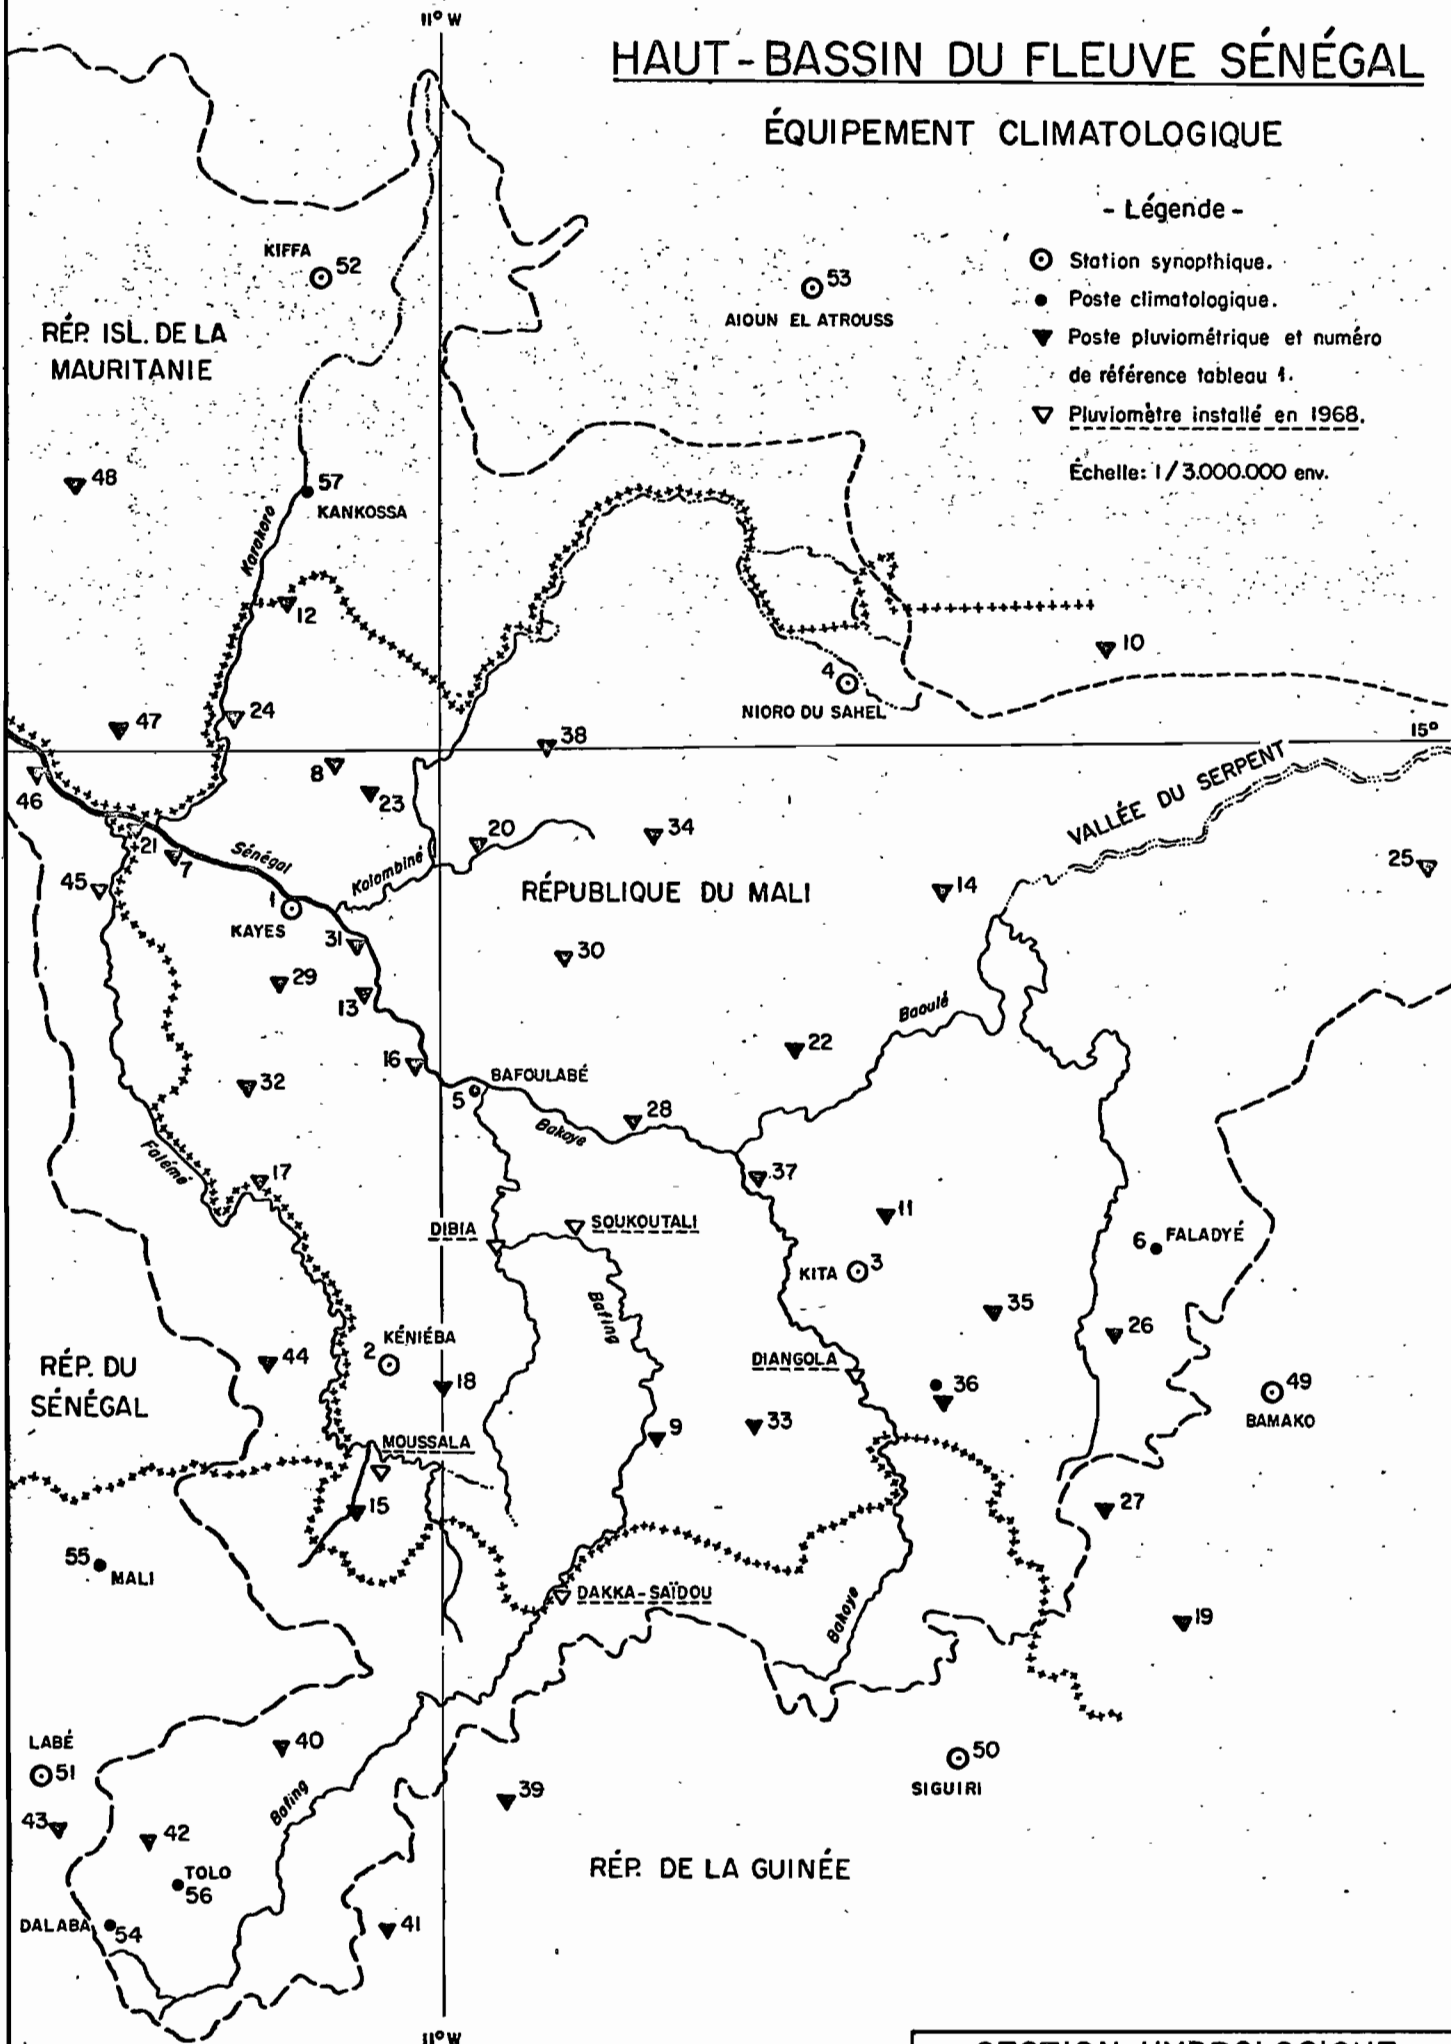 11° W
HAUT-BASSIN DU FLEUVE SÉNÉGAL
ÉQUIPEMENT CLIMATOLOGIQUE
- Légende -
Station synopthique.
Poste climatologique.
Poste pluviométrique et numéro
de référence tableau 1.
Pluviomètre installé en 1968.
Échelle: 1/3.000.000 env.
KIFFA
52
53
AIOUN EL ATROUSS
RÉP. ISL. DE LA
MAURITANIE
48
57
KANKOSSA
Karakoro
12
10
4
NIORO DU SAHEL
24
47
38
15°
VALLÉE DU SERPENT
8
23
46
20
34
21
7
Sénégal
Kolombiné
25
45
14
RÉPUBLIQUE DU MALI
1
KAYES
31
30
29
13
Baoulé
22
16
BAFOULABÉ
5
32
28
Bakoye
Falémé
17
37
11
DIBIA
SOUKOUTALI
6
FALADYÉ
KITA
3
Bafing
35
26
KÉNIÉBA
2
44
RÉP. DU
SÉNÉGAL
DIANGOLA
18
36
49
BAMAKO
33
9
MOUSSALA
15
27
55
MALI
DAKKA-SAÏDOU
Bakoye
19
LABÉ
51
40
50
SIGUIRI
39
Bafing
43
42
RÉP. DE LA GUINÉE
TOLO
56
DALABA
54
41
11° W
SECTION HYDROLOGIQUE